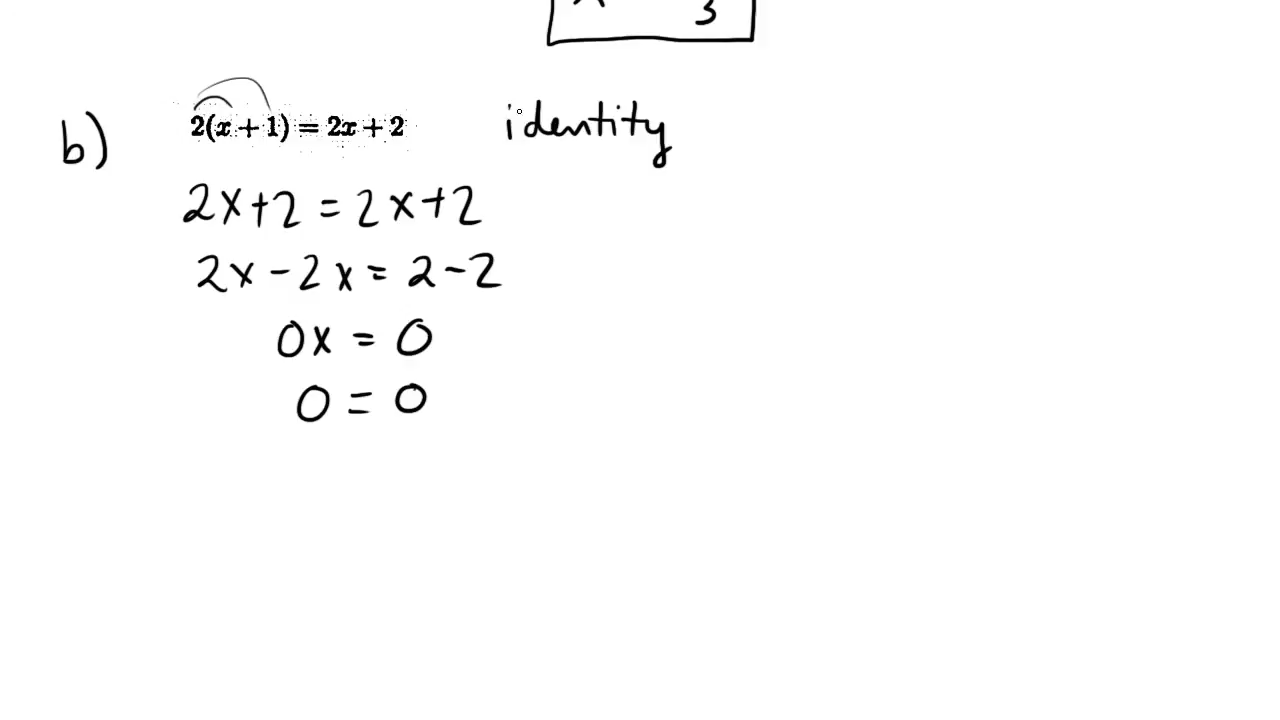 3
b) 2(x + 1) = 2x + 2 identity
2x+2 = 2x+2
2x - 2x = 2-2
0x = 0
0 = 0